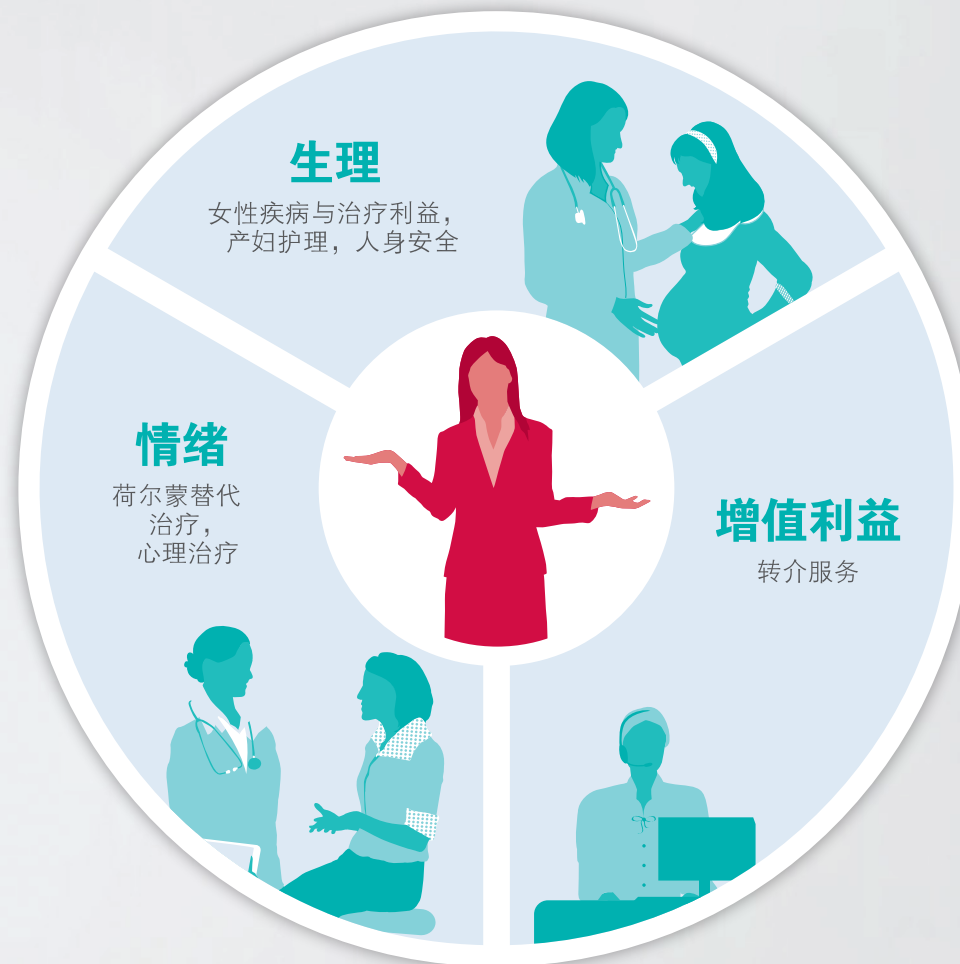 生理
女性疾病与治疗利益，
产妇护理，人身安全
情绪
荷尔蒙替代
治疗，
心理治疗
增值利益
转介服务